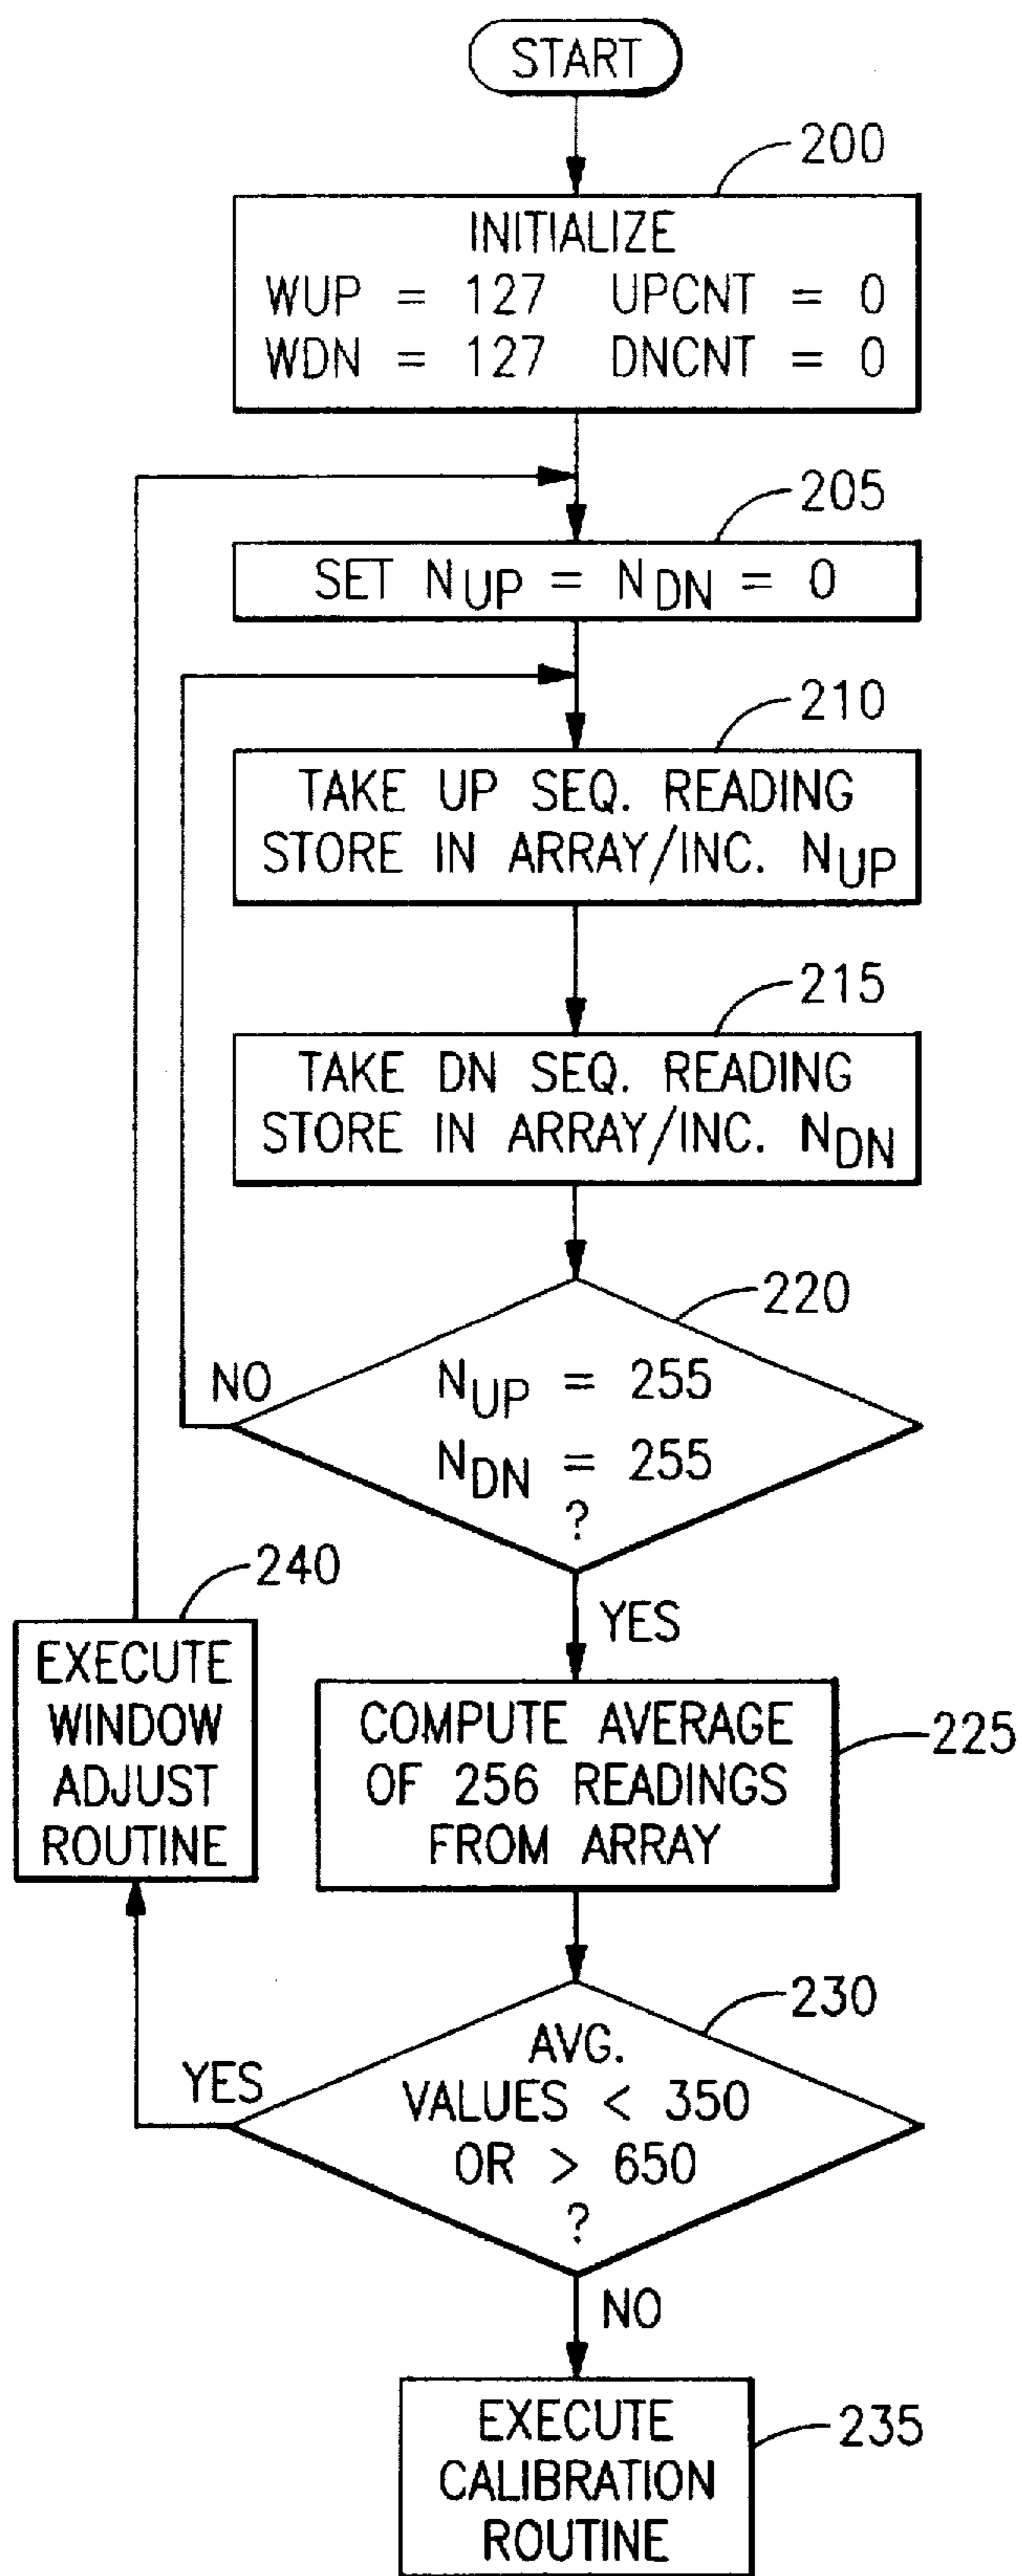 START
200
INITIALIZE
WUP = 127 UPCNT = 0
WDN = 127 DNCNT = 0
205
SET NUP = NDN = 0
210
TAKE UP SEQ. READING
STORE IN ARRAY/INC. NUP
215
TAKE DN SEQ. READING
STORE IN ARRAY/INC. NDN
220
NO
NUP = 255
NDN = 255
?
YES
240
EXECUTE
WINDOW
ADJUST
ROUTINE
225
COMPUTE AVERAGE
OF 256 READINGS
FROM ARRAY
230
YES
AVG.
VALUES < 350
OR > 650
?
NO
235
EXECUTE
CALIBRATION
ROUTINE